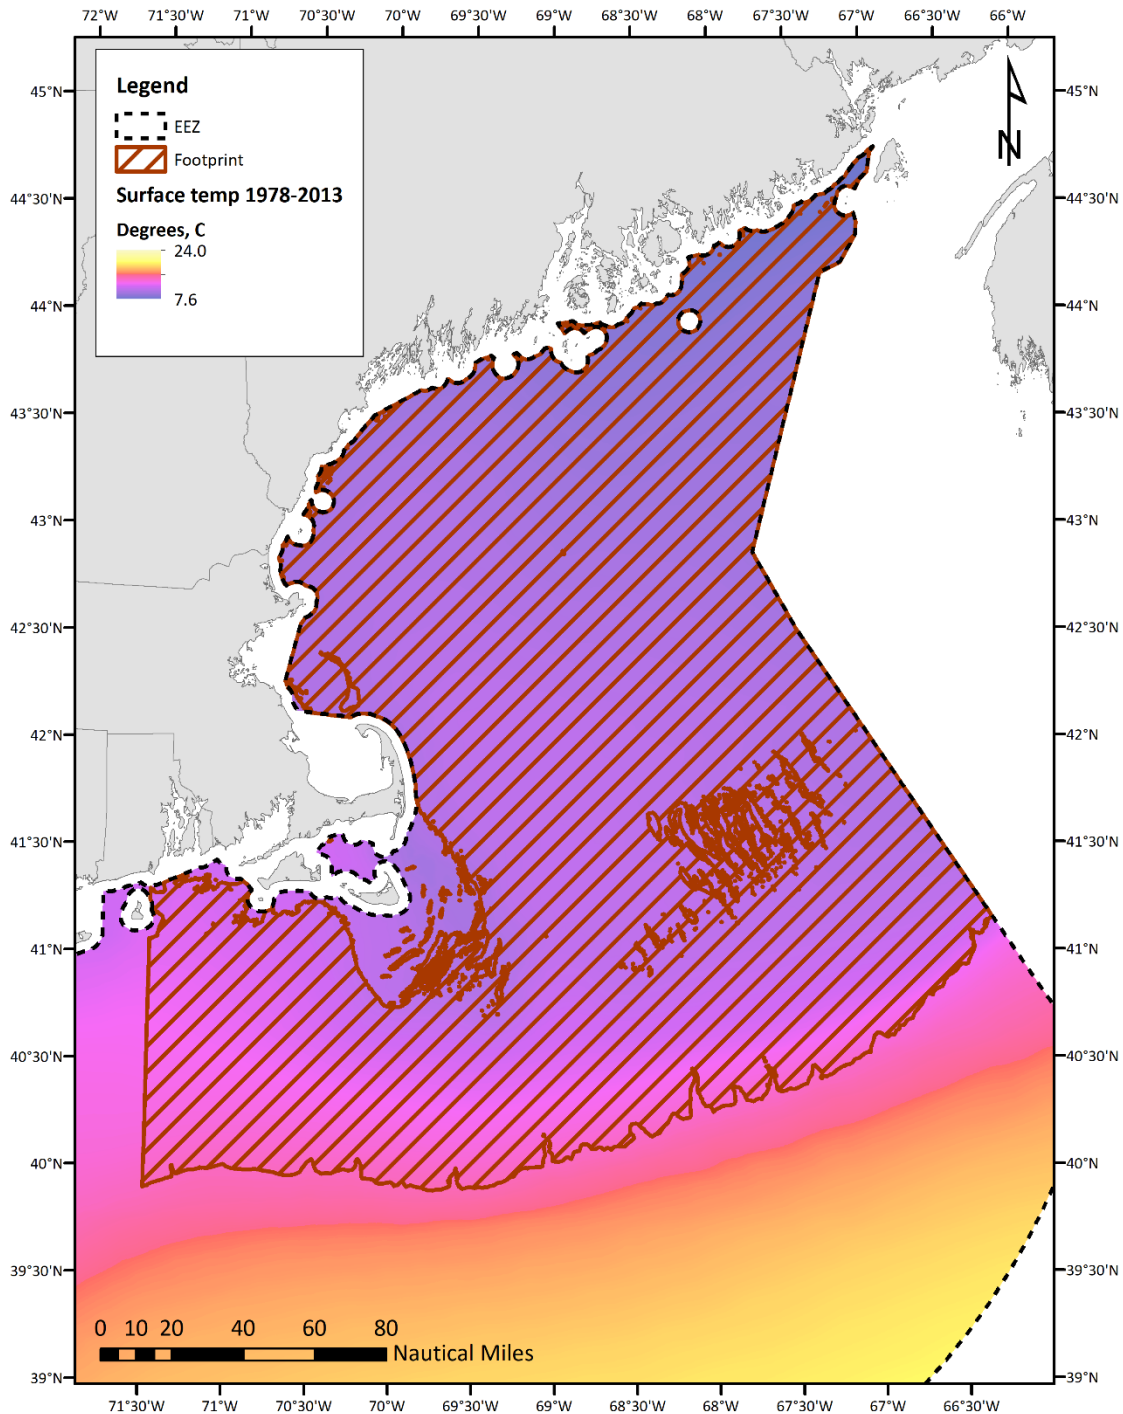 72°W 71°30'W 71°W 70°30'W 70°W 69°30'W 69°W 68°30'W 68°W 67°30'W 67°W 66°30'W 66°W
Legend
EEZ
Footprint
Surface temp 1978-2013
Degrees, C
24.0
7.6
N
45°N 45°N
44°30'N 44°30'N
44°N 44°N
43°30'N 43°30'N
43°N 43°N
42°30'N 42°30'N
42°N 42°N
41°30'N 41°30'N
41°N 41°N
40°30'N 40°30'N
40°N 40°N
39°30'N 39°30'N
0 10 20 40 60 80
Nautical Miles
39°N 39°N
71°30'W 71°W 70°30'W 70°W 69°30'W 69°W 68°30'W 68°W 67°30'W 67°W 66°30'W